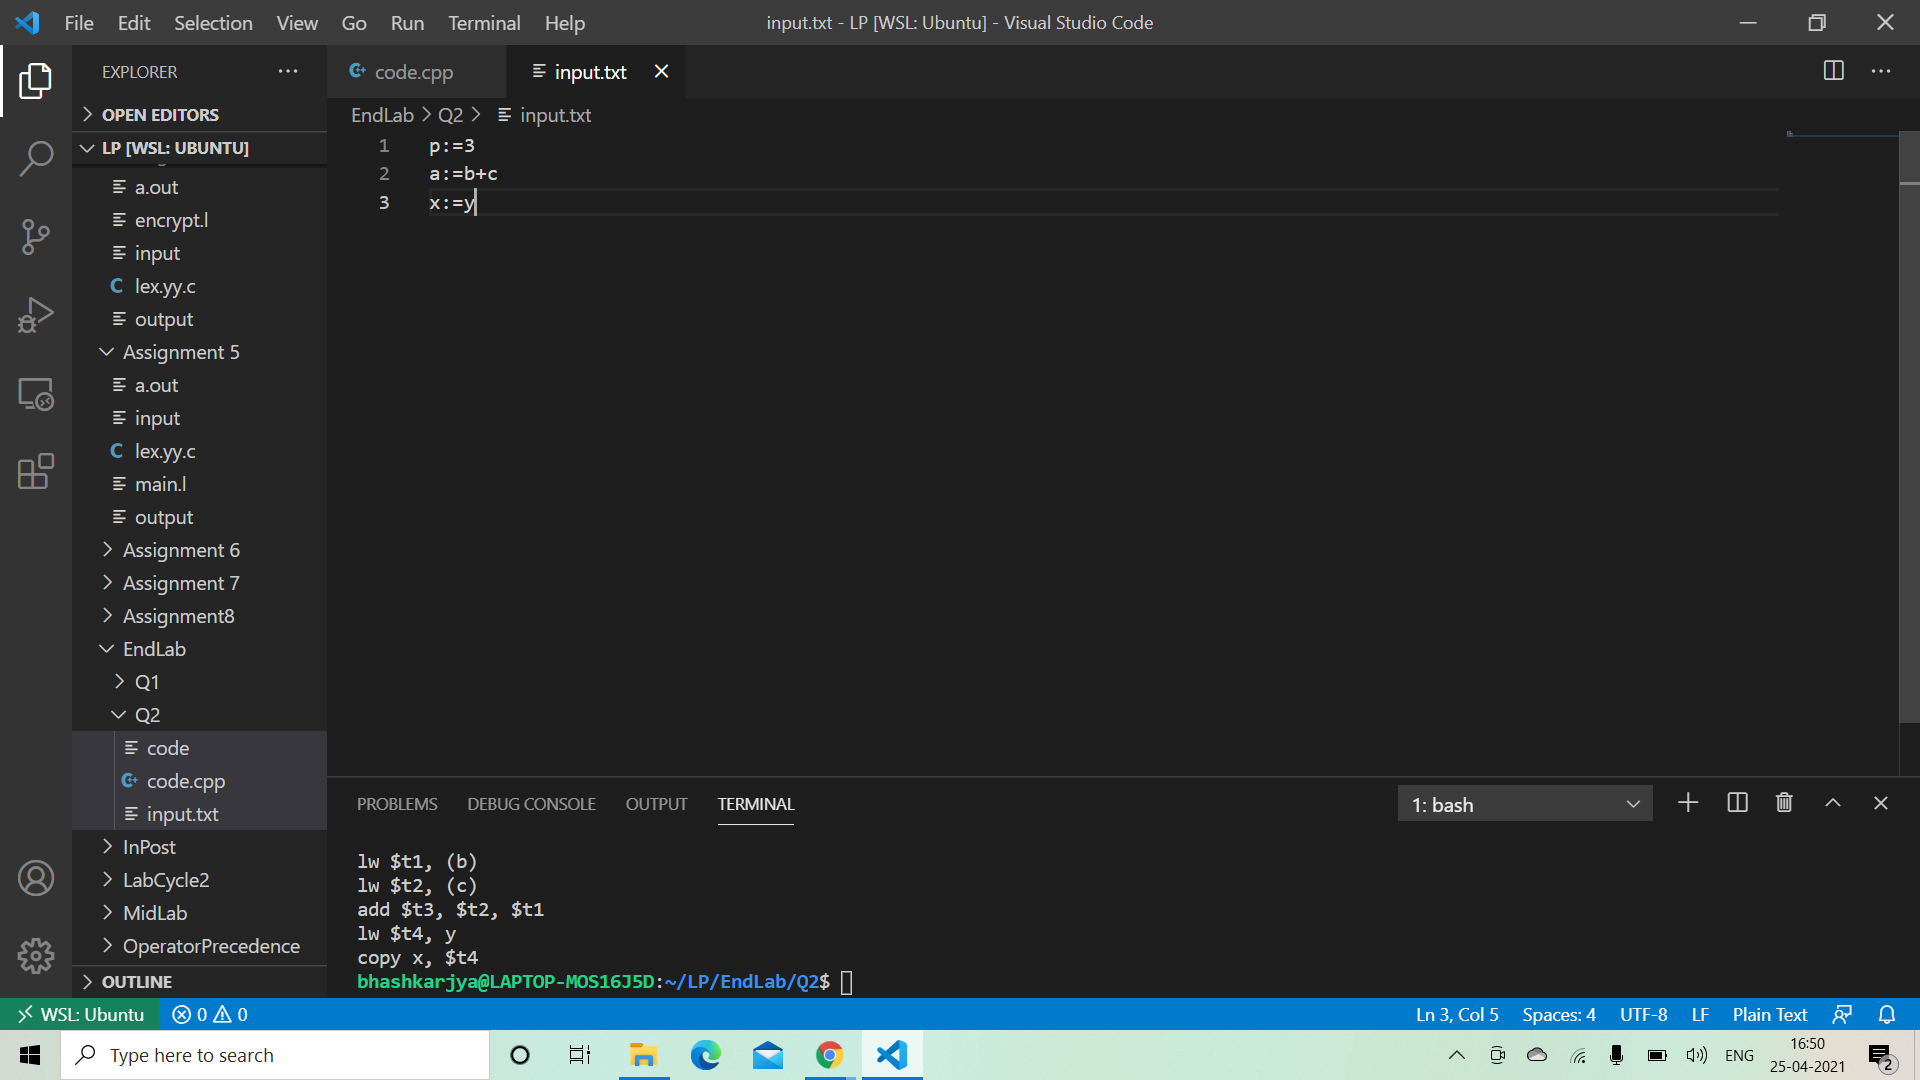 File Edit Selection View Go Run Terminal Help
input.txt - LP [WSL: Ubuntu] - Visual Studio Code
EXPLORER
OPEN EDITORS
LP [WSL: UBUNTU]
a.out
encrypt.l
input
lex.yy.c
output
Assignment 5
a.out
input
lex.yy.c
main.l
output
Assignment 6
Assignment 7
Assignment8
EndLab
Q1
Q2
code
code.cpp
input.txt
InPost
LabCycle2
MidLab
OperatorPrecedence
OUTLINE
code.cpp
input.txt
EndLab > Q2 > input.txt
1 p:=3
2 a:=b+c
3 x:=y
PROBLEMS DEBUG CONSOLE OUTPUT TERMINAL
1: bash
lw $t1, (b)
lw $t2, (c)
add $t3, $t2, $t1
lw $t4, y
copy x, $t4
bhashkarjya@LAPTOP-MOS16J5D:~/LP/EndLab/Q2$
WSL: Ubuntu 0 0
Ln 3, Col 5 Spaces: 4 UTF-8 LF Plain Text
Type here to search
ENG
16:50
25-04-2021
2